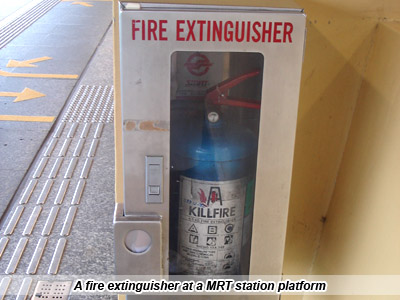 FIRE EXTINGUISHER
KILLFIRE
A fire extinguisher at a MRT station platform